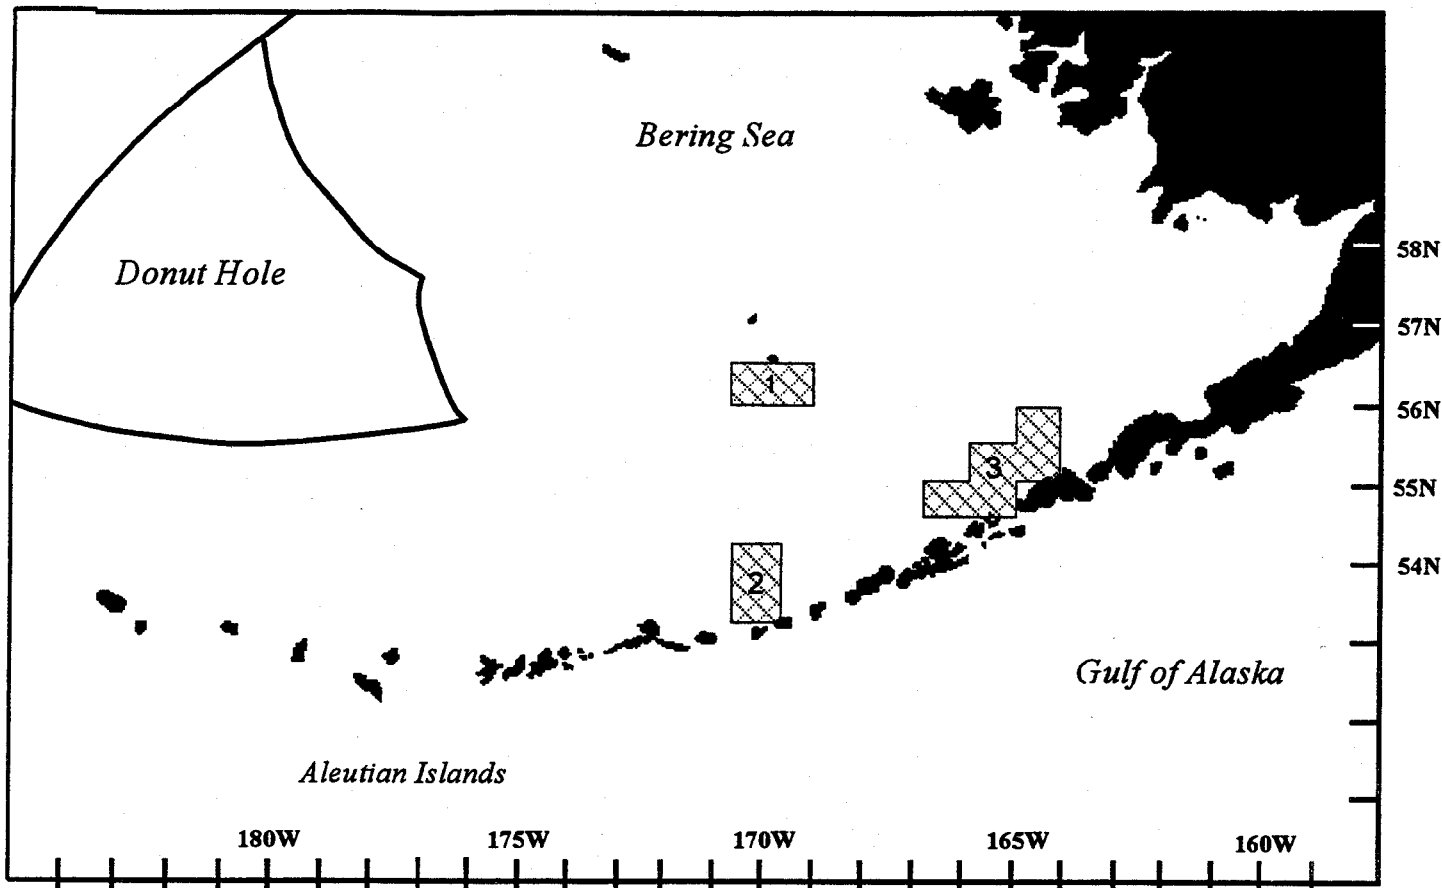 Bering Sea
Donut Hole
58N
57N
1
56N
3
55N
54N
2
Gulf of Alaska
Aleutian Islands
180W 175W 170W 165W 160W